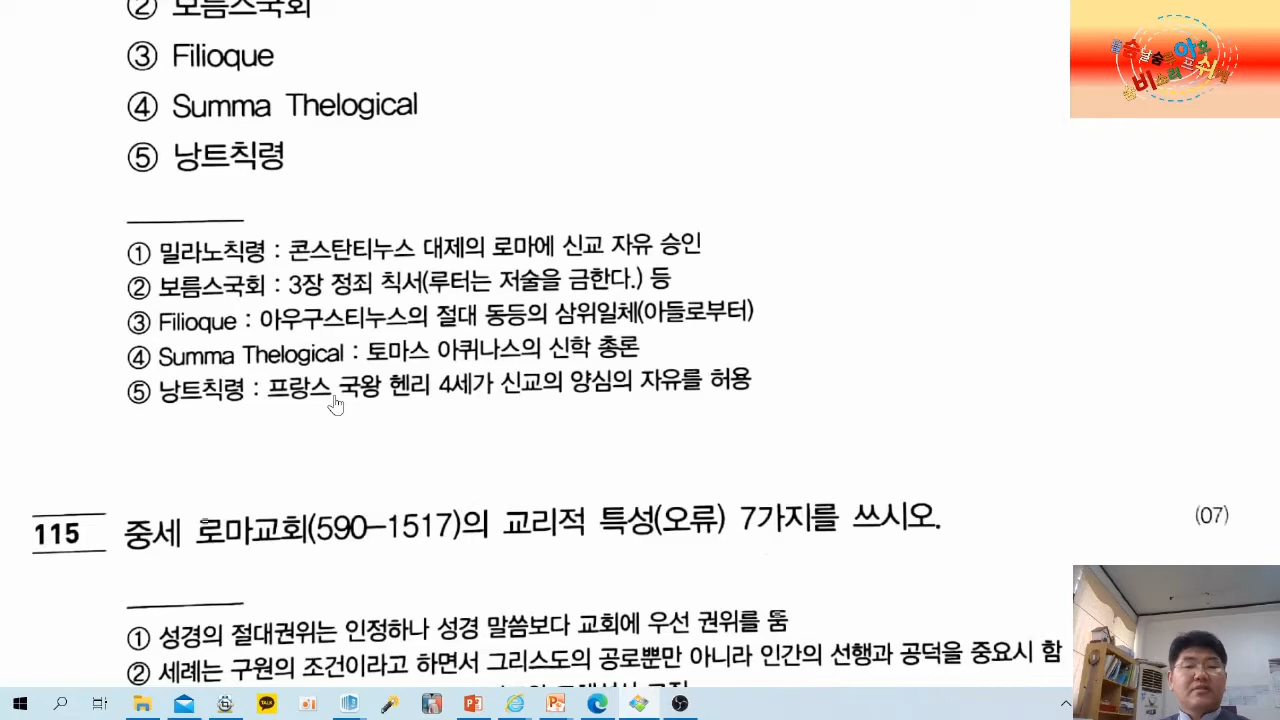 ② 보름스국회
③ Filioque
④ Summa Thelogical
⑤ 낭트칙령
① 밀라노칙령 : 콘스탄티누스 대제의 로마에 신교 자유 승인
② 보름스국회 : 3장 정죄 칙서(루터는 저술을 금한다.) 등
③ Filioque : 아우구스티누스의 절대 동등의 삼위일체(아들로부터)
④ Summa Thelogical : 토마스 아퀴나스의 신학 총론
⑤ 낭트칙령 : 프랑스 국왕 헨리 4세가 신교의 양심의 자유를 허용
115 중세 로마교회(590-1517)의 교리적 특성(오류) 7가지를 쓰시오. (07)
① 성경의 절대권위는 인정하나 성경 말씀보다 교회에 우선 권위를 둠
② 세례는 구원의 조건이라고 하면서 그리스도의 공로뿐만 아니라 인간의 선행과 공덕을 중요시 함